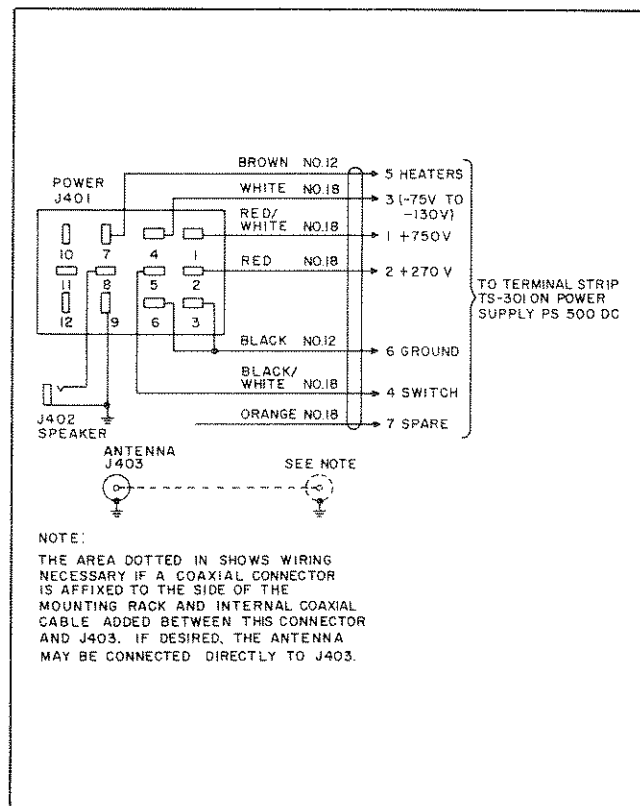 POWER
J401
10
7
4
1
11
8
5
2
12
9
6
3
BROWN NO.12
WHITE NO.18
RED/
WHITE NO.18
RED NO.18
BLACK NO.12
BLACK/
WHITE NO.18
ORANGE NO.18
5 HEATERS
3 (-75V TO
-130V)
1 +750V
2 +270 V
6 GROUND
4 SWITCH
7 SPARE
TO TERMINAL STRIP
TS-301 ON POWER
SUPPLY PS 500 DC
J402
SPEAKER
ANTENNA
J403
SEE NOTE
NOTE:
THE AREA DOTTED IN SHOWS WIRING
NECESSARY IF A COAXIAL CONNECTOR
IS AFFIXED TO THE SIDE OF THE
MOUNTING RACK AND INTERNAL COAXIAL
CABLE ADDED BETWEEN THIS CONNECTOR
AND J403. IF DESIRED, THE ANTENNA
MAY BE CONNECTED DIRECTLY TO J403.